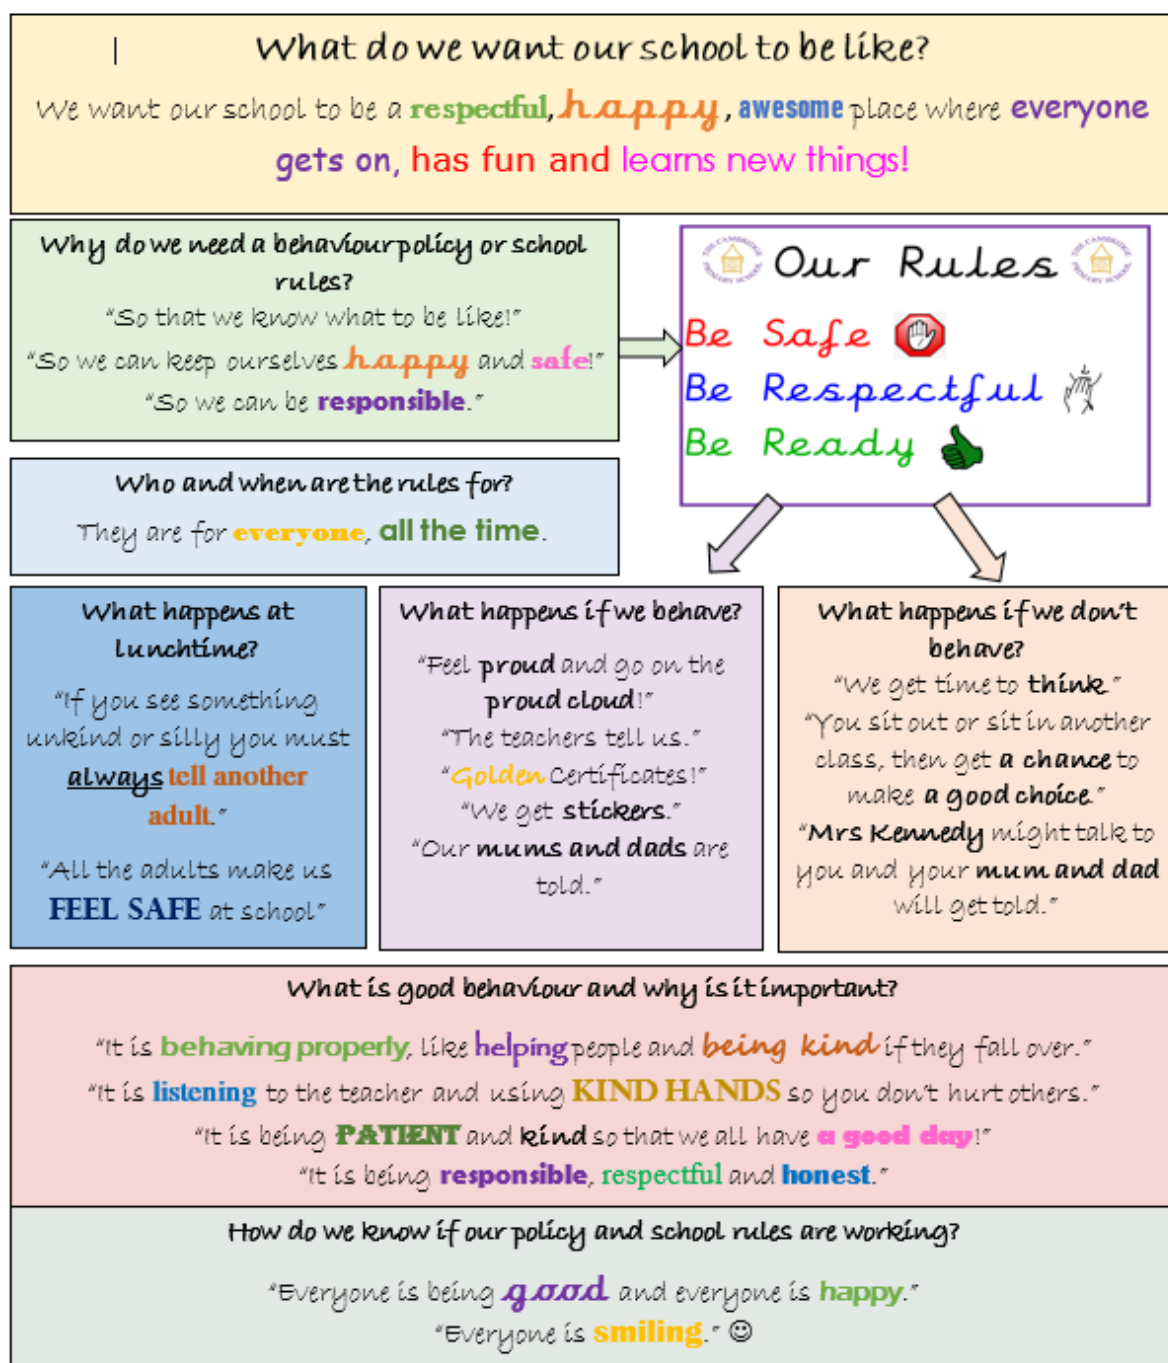 What do we want our school to be like?
We want our school to be a respectful, happy, awesome place where everyone
gets on, has fun and learns new things!
Why do we need a behaviour policy or school
rules?
"So that we know what to be like!"
"So we can keep ourselves happy and safe!"
"So we can be responsible."
THE CAMBRIDGE PRIMARY SCHOOL
Our Rules
THE CAMBRIDGE PRIMARY SCHOOL
Be Safe
Be Respectful
Be Ready
Who and when are the rules for?
They are for everyone, all the time.
What happens at
lunchtime?
"If you see something
unkind or silly you must
always tell another
adult."
"All the adults make us
FEEL SAFE at school"
What happens if we behave?
"Feel proud and go on the
proud cloud!"
"The teachers tell us."
"Golden Certificates!"
"We get stickers."
"Our mums and dads are
told."
What happens if we don't
behave?
"We get time to think."
"You sit out or sit in another
class, then get a chance to
make a good choice."
"Mrs Kennedy might talk to
you and your mum and dad
will get told."
What is good behaviour and why is it important?
"It is behaving properly, like helping people and being kind if they fall over."
"It is listening to the teacher and using KIND HANDS so you don't hurt others."
"It is being PATIENT and kind so that we all have a good day!"
"It is being responsible, respectful and honest."
How do we know if our policy and school rules are working?
"Everyone is being good and everyone is happy."
"Everyone is smiling." ☺